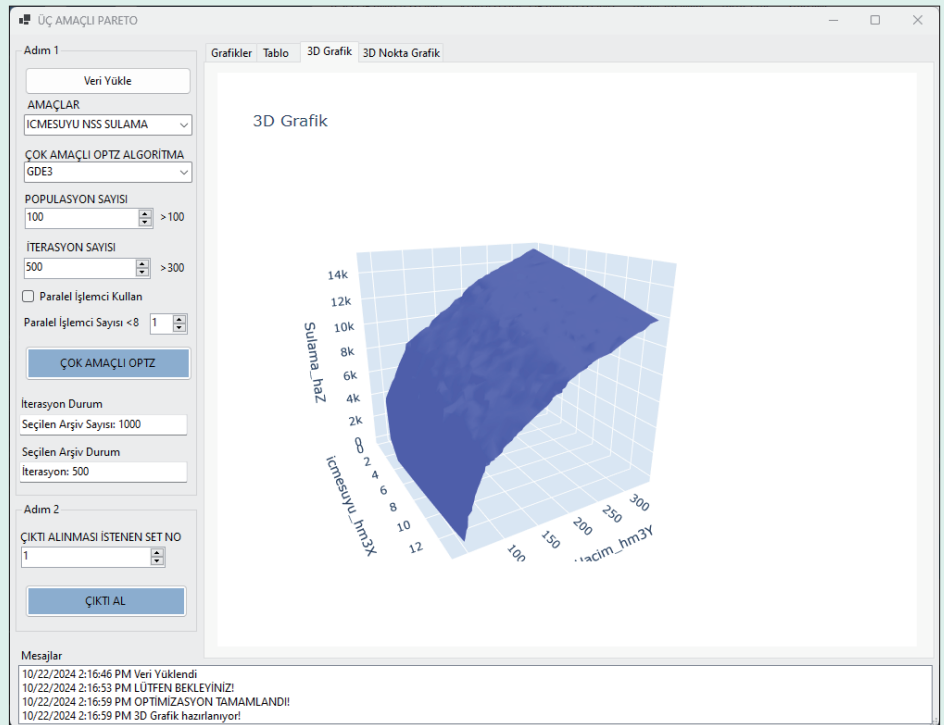 ÜÇ AMAÇLI PARETO
Adım 1
Veri Yükle
AMAÇLAR
ICMESUYU NSS SULAMA
ÇOK AMAÇLI OPTZ ALGORİTMA
GDE3
POPULASYON SAYISI
100 >100
İTERASYON SAYISI
500 >300
Paralel İşlemci Kullan
Paralel İşlemci Sayısı <8 1
ÇOK AMAÇLI OPTZ
İterasyon Durum
Seçilen Arşiv Sayısı: 1000
Seçilen Arşiv Durum
İterasyon: 500
Adım 2
ÇIKTI ALINMASI İSTENEN SET NO
1
ÇIKTI AL
Grafikler Tablo 3D Grafik 3D Nokta Grafik
3D Grafik
14k
12k
10k
8k
6k
4k
2k
0
Sulama_haZ
0
2
4
6
8
10
12
icmesuyu_hm3X
100
150
200
250
300
Hacim_hm3Y
Mesajlar
10/22/2024 2:16:46 PM Veri Yüklendi
10/22/2024 2:16:53 PM LÜTFEN BEKLEYİNİZ!
10/22/2024 2:16:59 PM OPTİMİZASYON TAMAMLANDI!
10/22/2024 2:16:59 PM 3D Grafik hazırlanıyor!